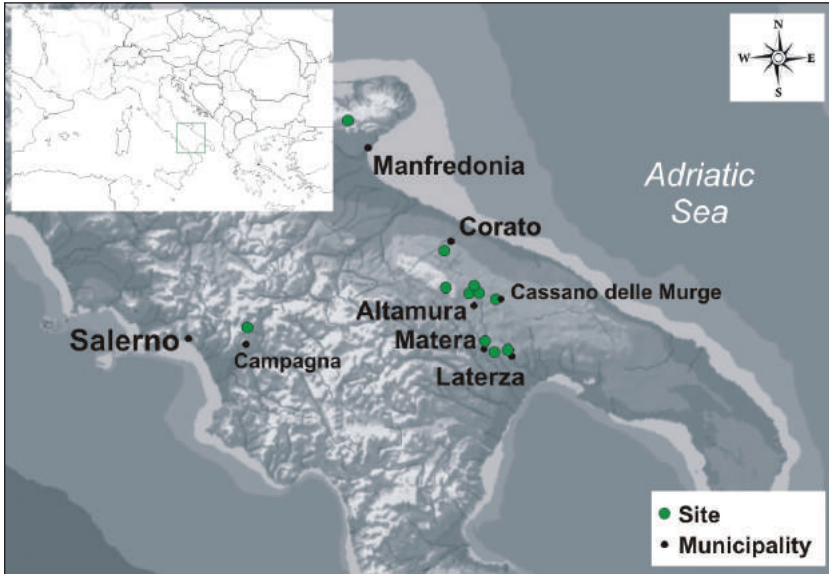 N
W E
S
Manfredonia
Adriatic
Sea
Corato
Cassano delle Murge
Altamura
Salerno
Matera
Campagna
Laterza
Site
Municipality